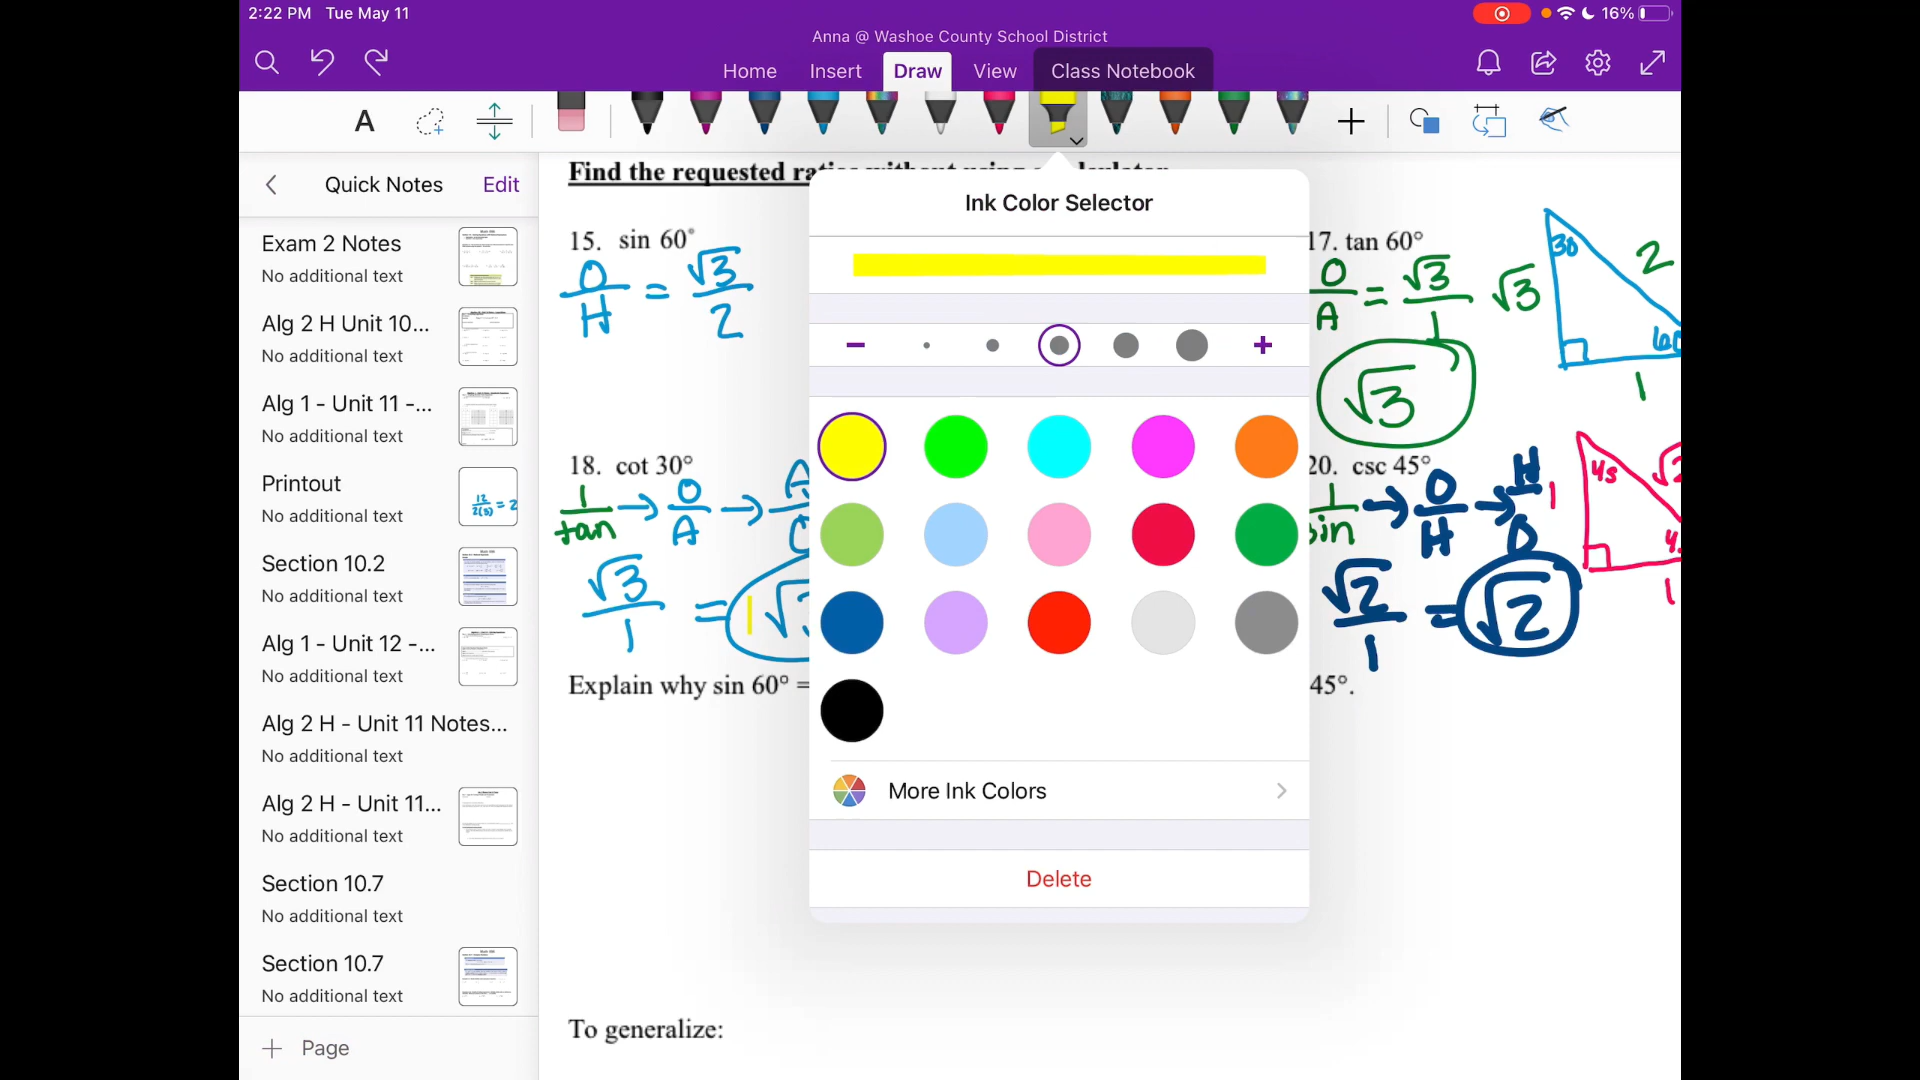 2:22 PM Tue May 11
16%
Anna @ Washoe County School District
Home Insert Draw View Class Notebook
A
Quick Notes Edit
Exam 2 Notes
No additional text
Alg 2 H Unit 10...
No additional text
Alg 1 - Unit 11 -...
No additional text
Printout
No additional text
Section 10.2
No additional text
Alg 1 - Unit 12 -...
No additional text
Alg 2 H - Unit 11 Notes...
No additional text
Alg 2 H - Unit 11...
No additional text
Section 10.7
No additional text
Section 10.7
No additional text
+ Page
Find the requested
15. sin 60°
O/H = √3/2
18. cot 30°
1/tan → O/A → A/
√3/1 = √3
Explain why sin 60° =
To generalize:
Ink Color Selector
More Ink Colors
Delete
17. tan 60°
O/A = √3/1 √3
√3
30
2
60
1
20. csc 45°
1/sin → O/H → H/O
√2/1 = √2
45
1
1
45°.